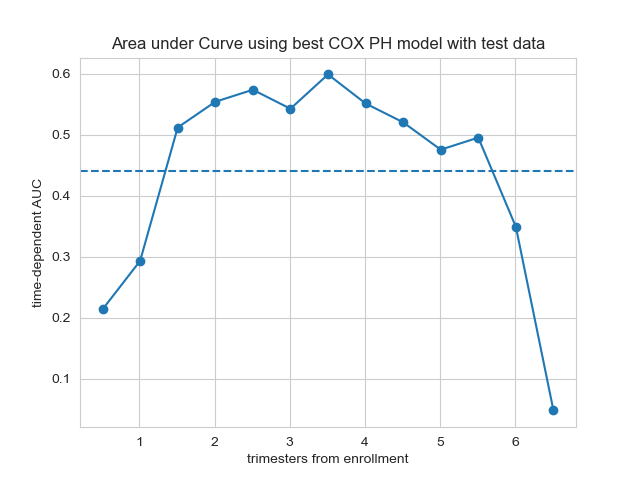 Area under Curve using best COX PH model with test data
time-dependent AUC
0.6
0.5
0.4
0.3
0.2
0.1
1 2 3 4 5 6
trimesters from enrollment